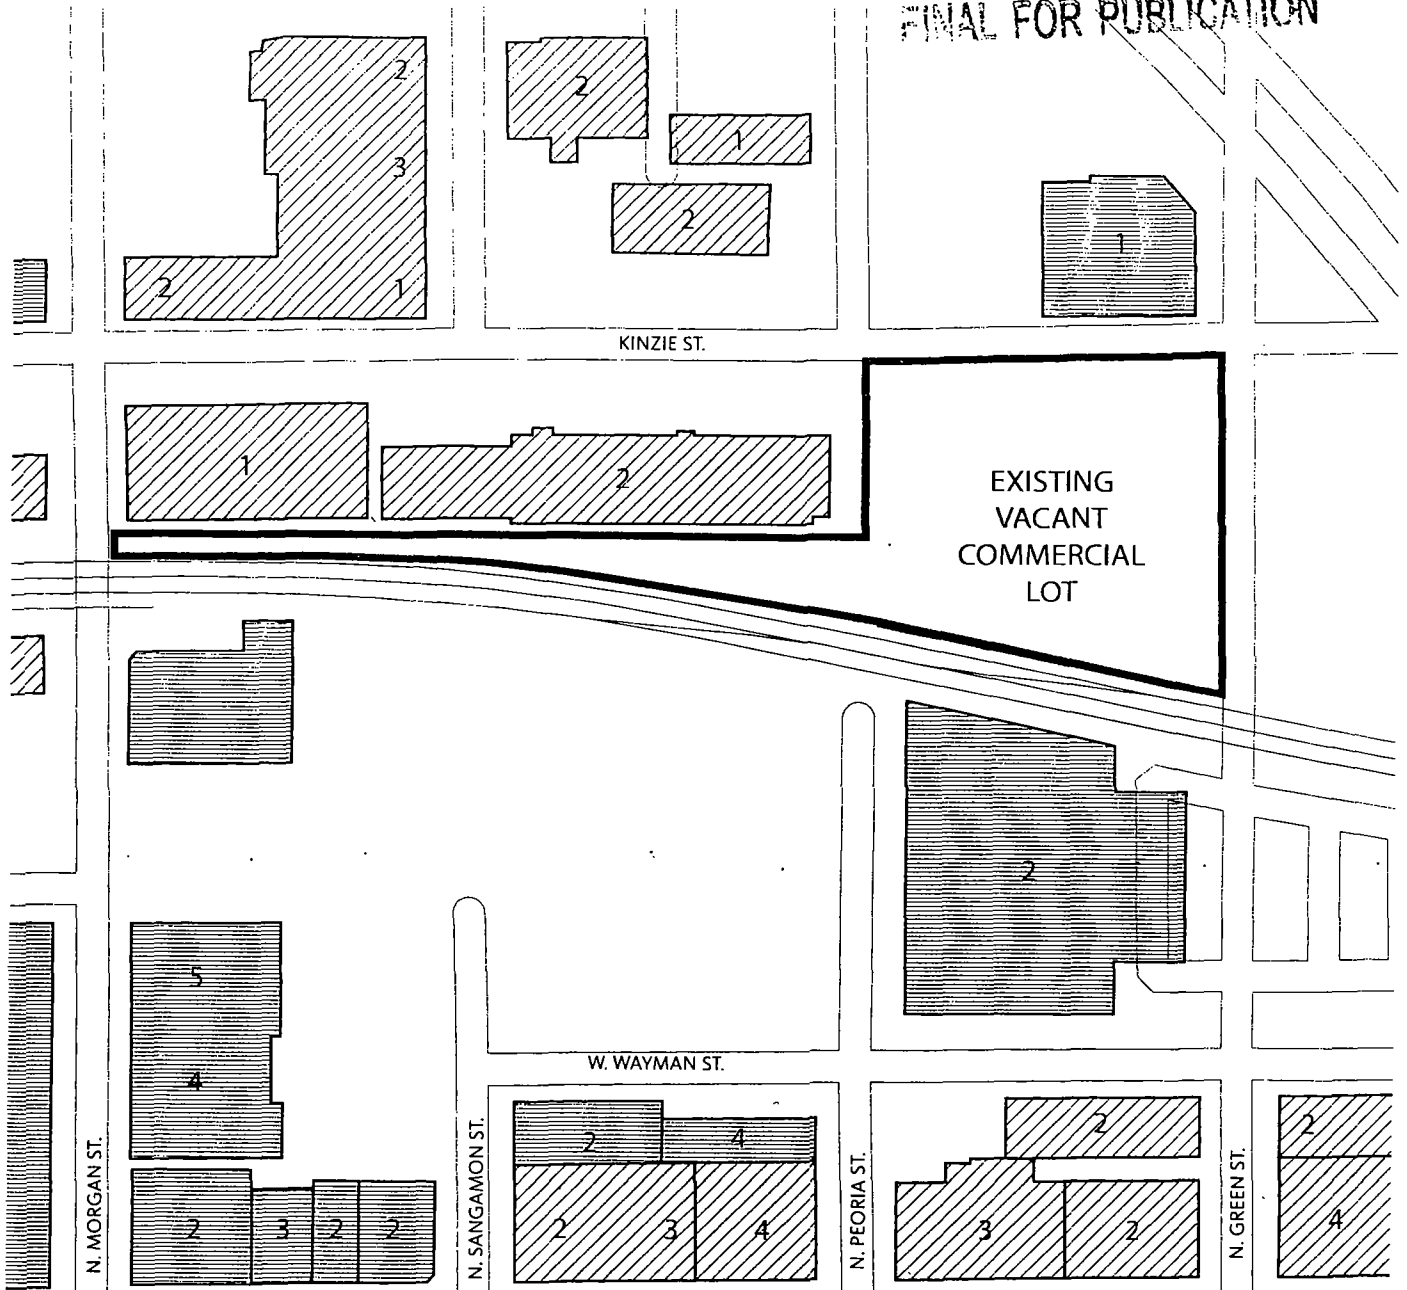 FINAL FOR PUBLICATION
2
2
1
3
2
1
2
1
KINZIE ST.
1
2
EXISTING
VACANT
COMMERCIAL
LOT
2
5
4
W. WAYMAN ST.
2
4
2
2
N. MORGAN ST.
2
3
2
2
N. SANGAMON ST.
2
3
4
N. PEORIA ST.
3
2
N. GREEN ST.
4